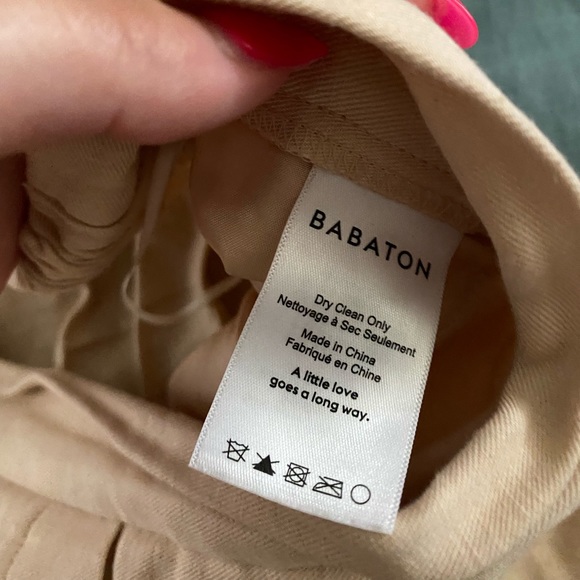 BABATON
Dry Clean Only
Nettoyage à Sec Seulement
Made in China
Fabriqué en Chine
A little love
goes a long way.